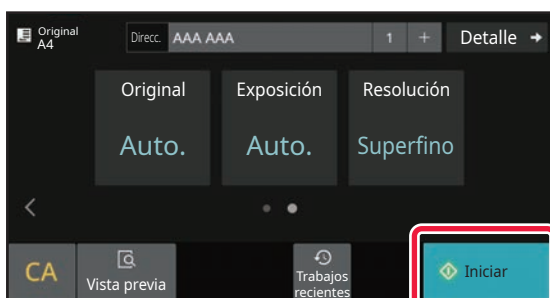 Original
A4
Direcc. AAA AAA 1 + Detalle
Original
Auto.
Exposición
Auto.
Resolución
Superfino
CA
Vista previa
Trabajos
recientes
Iniciar